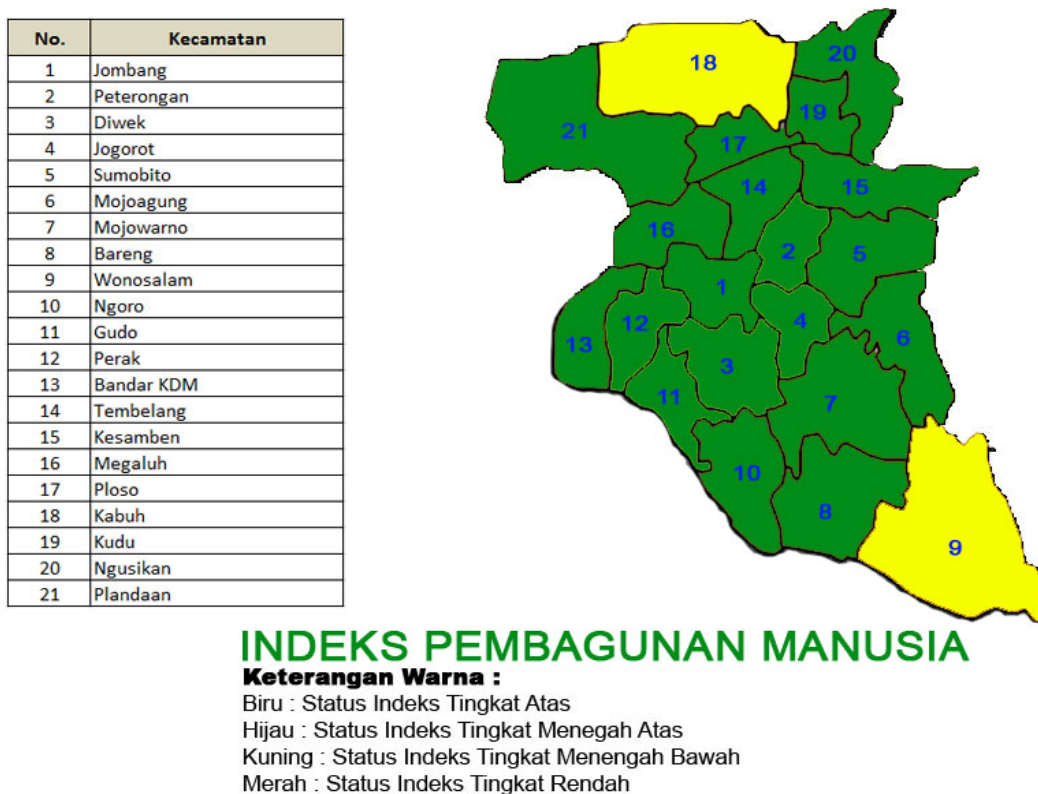 No. Kecamatan
1 Jombang
2 Peterongan
3 Diwek
4 Jogorot
5 Sumobito
6 Mojoagung
7 Mojowarno
8 Bareng
9 Wonosalam
10 Ngoro
11 Gudo
12 Perak
13 Bandar KDM
14 Tembelang
15 Kesamben
16 Megaluh
17 Ploso
18 Kabuh
19 Kudu
20 Ngusikan
21 Plandaan
20
18
19
21
17
14
15
16
2
5
1
12
4
13
6
3
11
7
10
8
9
INDEKS PEMBAGUNAN MANUSIA
Keterangan Warna :
Biru : Status Indeks Tingkat Atas
Hijau : Status Indeks Tingkat Menegah Atas
Kuning : Status Indeks Tingkat Menengah Bawah
Merah : Status Indeks Tingkat Rendah